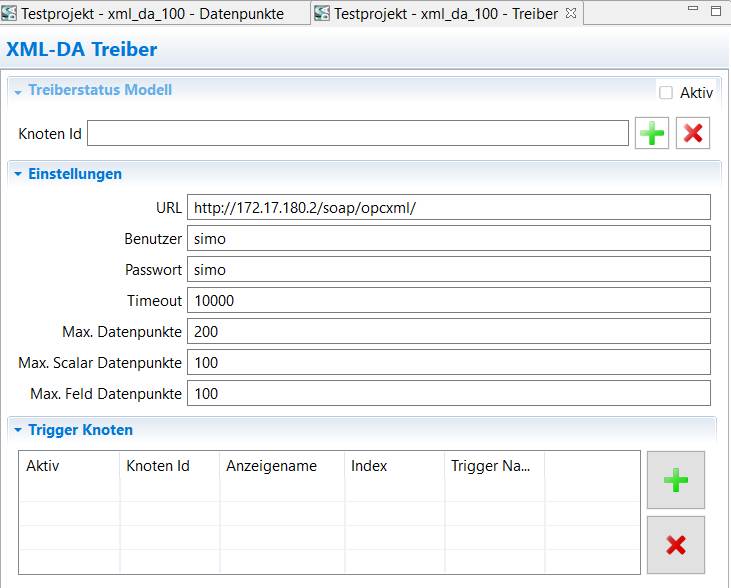 Testprojekt - xml_da_100 - Datenpunkte
Testprojekt - xml_da_100 - Treiber
XML-DA Treiber
Treiberstatus Modell
Aktiv
Knoten Id
Einstellungen
URL http://172.17.180.2/soap/opcxml/
Benutzer simo
Passwort simo
Timeout 10000
Max. Datenpunkte 200
Max. Scalar Datenpunkte 100
Max. Feld Datenpunkte 100
Trigger Knoten
Aktiv Knoten Id Anzeigename Index Trigger Na...